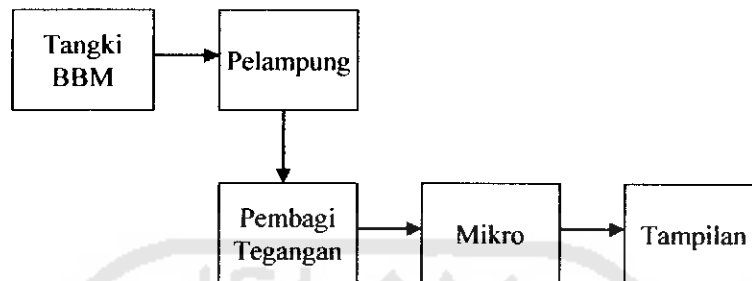 Tangki
BBM
Pelampung
Pembagi
Tegangan
Mikro
Tampilan